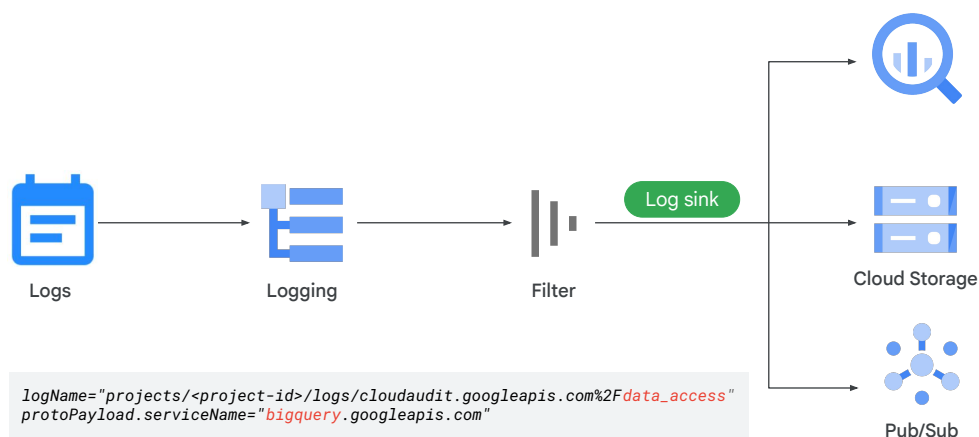 Log sink
Logs
Logging
Filter
Cloud Storage
logName="projects/<project-id>/logs/cloudaudit.googleapis.com%2Fdata_access"
protoPayload.serviceName="bigquery.googleapis.com"
Pub/Sub